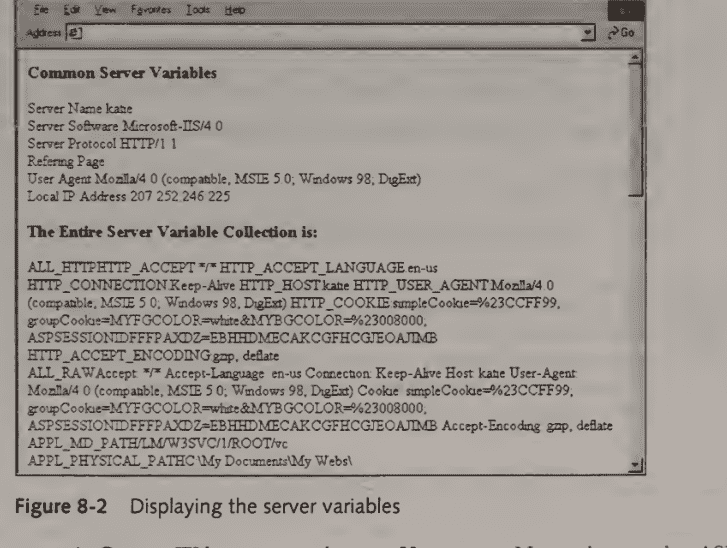 File Edit View Favorites Tools Help
Address Go
Common Server Variables
Server Name kane
Server Software Microsoft-IIS/4 0
Server Protocol HTTP/1 1
Refering Page
User Agent Mozilla/4 0 (compatible, MSIE 5 0; Windows 98; DigExt)
Local IP Address 207 252 246 225
The Entire Server Variable Collection is:
ALL_HTTPHTTP_ACCEPT */* HTTP_ACCEPT_LANGUAGE en-us
HTTP_CONNECTION Keep-Alive HTTP_HOST kane HTTP_USER_AGENT Mozilla/4 0
(compatible, MSIE 5 0; Windows 98, DigExt) HTTP_COOKIE simpleCookie=%23CCFF99,
groupCookie=MYFGCOLOR=white&MYBGCOLOR=%23008000;
ASPSESSIONIDFFFPAXDZ=EBHHDMECAKCGFHCGJEOAJIMB
HTTP_ACCEPT_ENCODING gzip, deflate
ALL_RAWAccept */* Accept-Language en-us Connection Keep-Alive Host kane User-Agent
Mozilla/4 0 (compatible, MSIE 5 0; Windows 98, DigExt) Cookie simpleCookie=%23CCFF99,
groupCookie=MYFGCOLOR=white&MYBGCOLOR=%23008000;
ASPSESSIONIDFFFPAXDZ=EBHHDMECAKCGFHCGJEOAJIMB Accept-Encoding gzip, deflate
APPL_MD_PATH/LM/W3SVC/1/ROOT/vc
APPL_PHYSICAL_PATHC \My Documents\My Webs\
Figure 8-2 Displaying the server variables